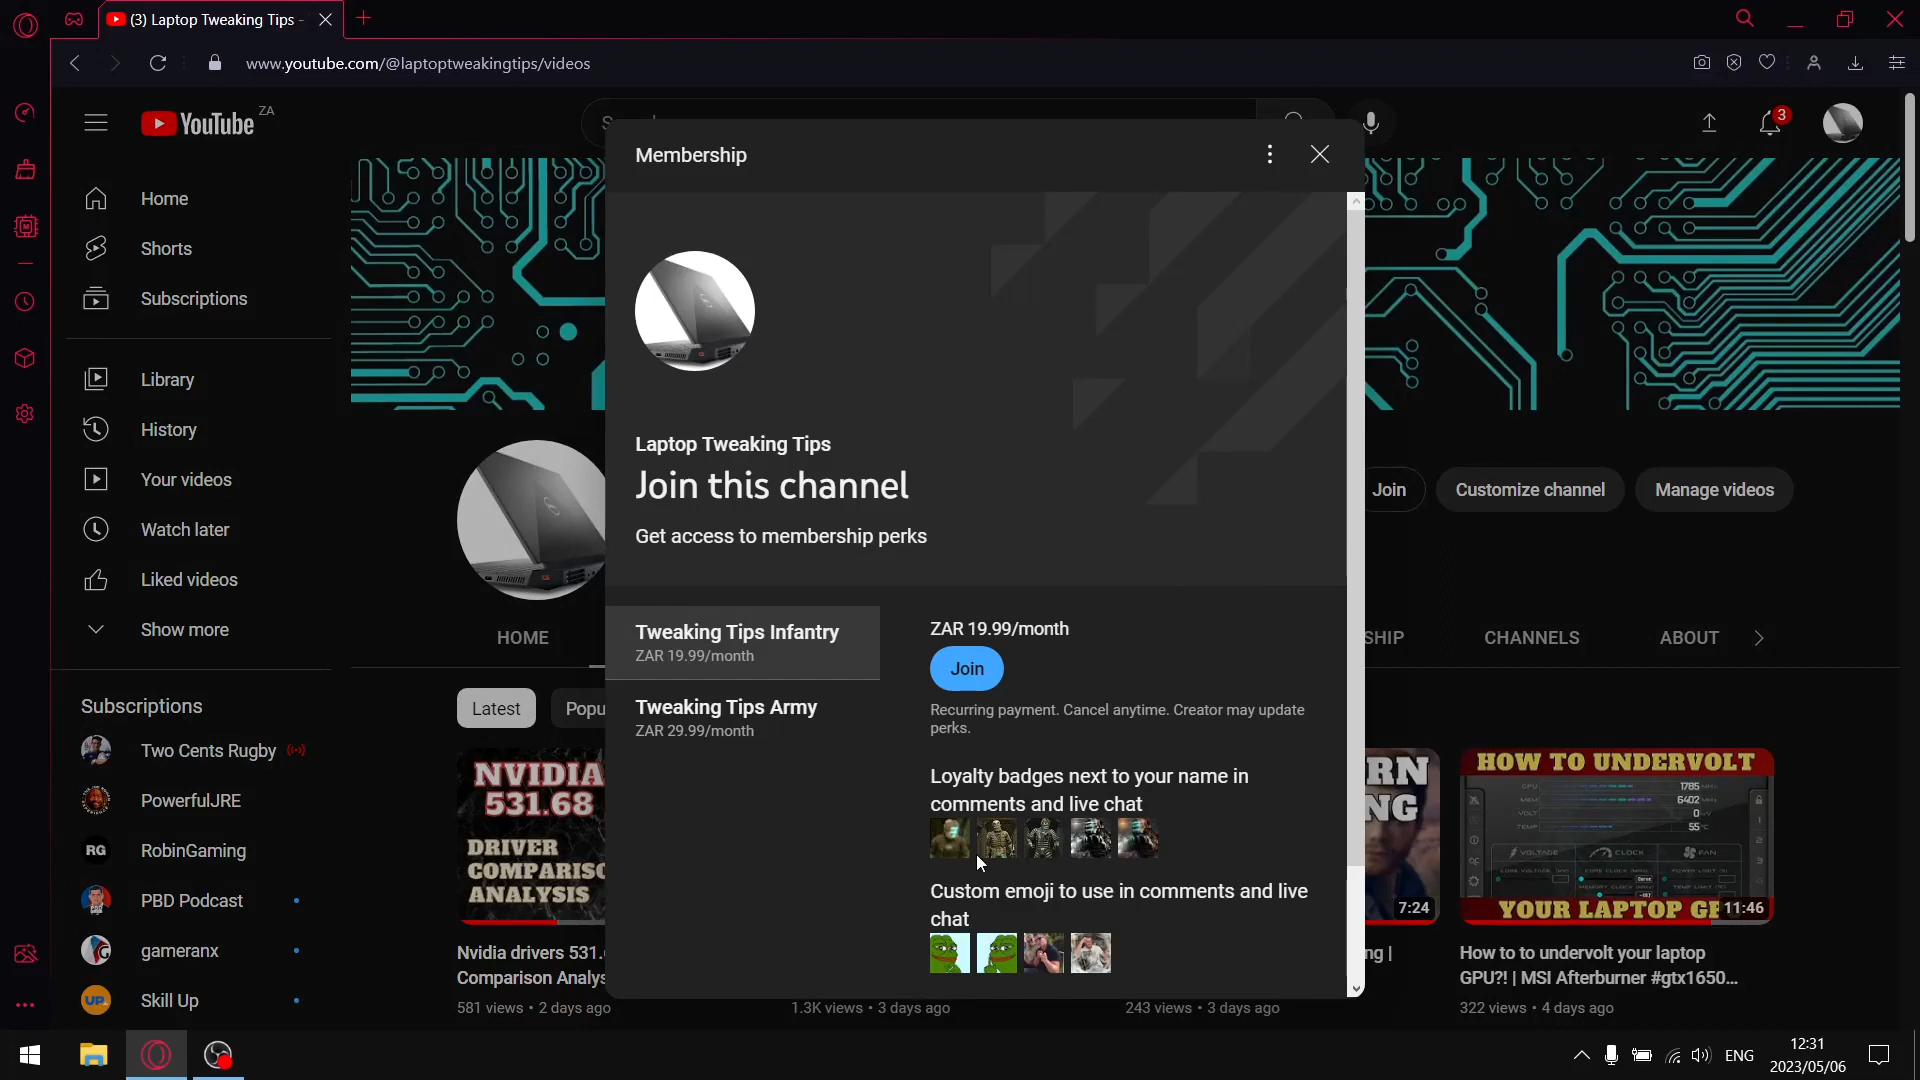 (3) Laptop Tweaking Tips -
www.youtube.com/@laptoptweakingtips/videos
YouTube ZA
3
Home
Shorts
Subscriptions
Library
History
Your videos
Watch later
Liked videos
Show more
Subscriptions
Two Cents Rugby
PowerfulJRE
RG RobinGaming
PBD Podcast
gameranx
UP. Skill Up
Membership
Laptop Tweaking Tips
Join this channel
Get access to membership perks
Tweaking Tips Infantry
ZAR 19.99/month
Tweaking Tips Army
ZAR 29.99/month
ZAR 19.99/month
Join
Recurring payment. Cancel anytime. Creator may update
perks.
Loyalty badges next to your name in
comments and live chat
Custom emoji to use in comments and live
chat
Join
Customize channel
Manage videos
HOME
SHIP
CHANNELS
ABOUT
Latest
Popu
NVIDIA
531.68
DRIVER
COMPARISO
ANALYSIS
Nvidia drivers 531.
Comparison Analys
581 views • 2 days ago
1.3K views • 3 days ago
RN
NG
7:24
ng |
243 views • 3 days ago
HOW TO UNDERVOLT
1785
6402
0
55
VOLTAGE CLOCK FAN
YOUR LAPTOP GP
11:46
How to to undervolt your laptop
GPU?! | MSI Afterburner #gtx1650...
322 views • 4 days ago
ENG
12:31
2023/05/06